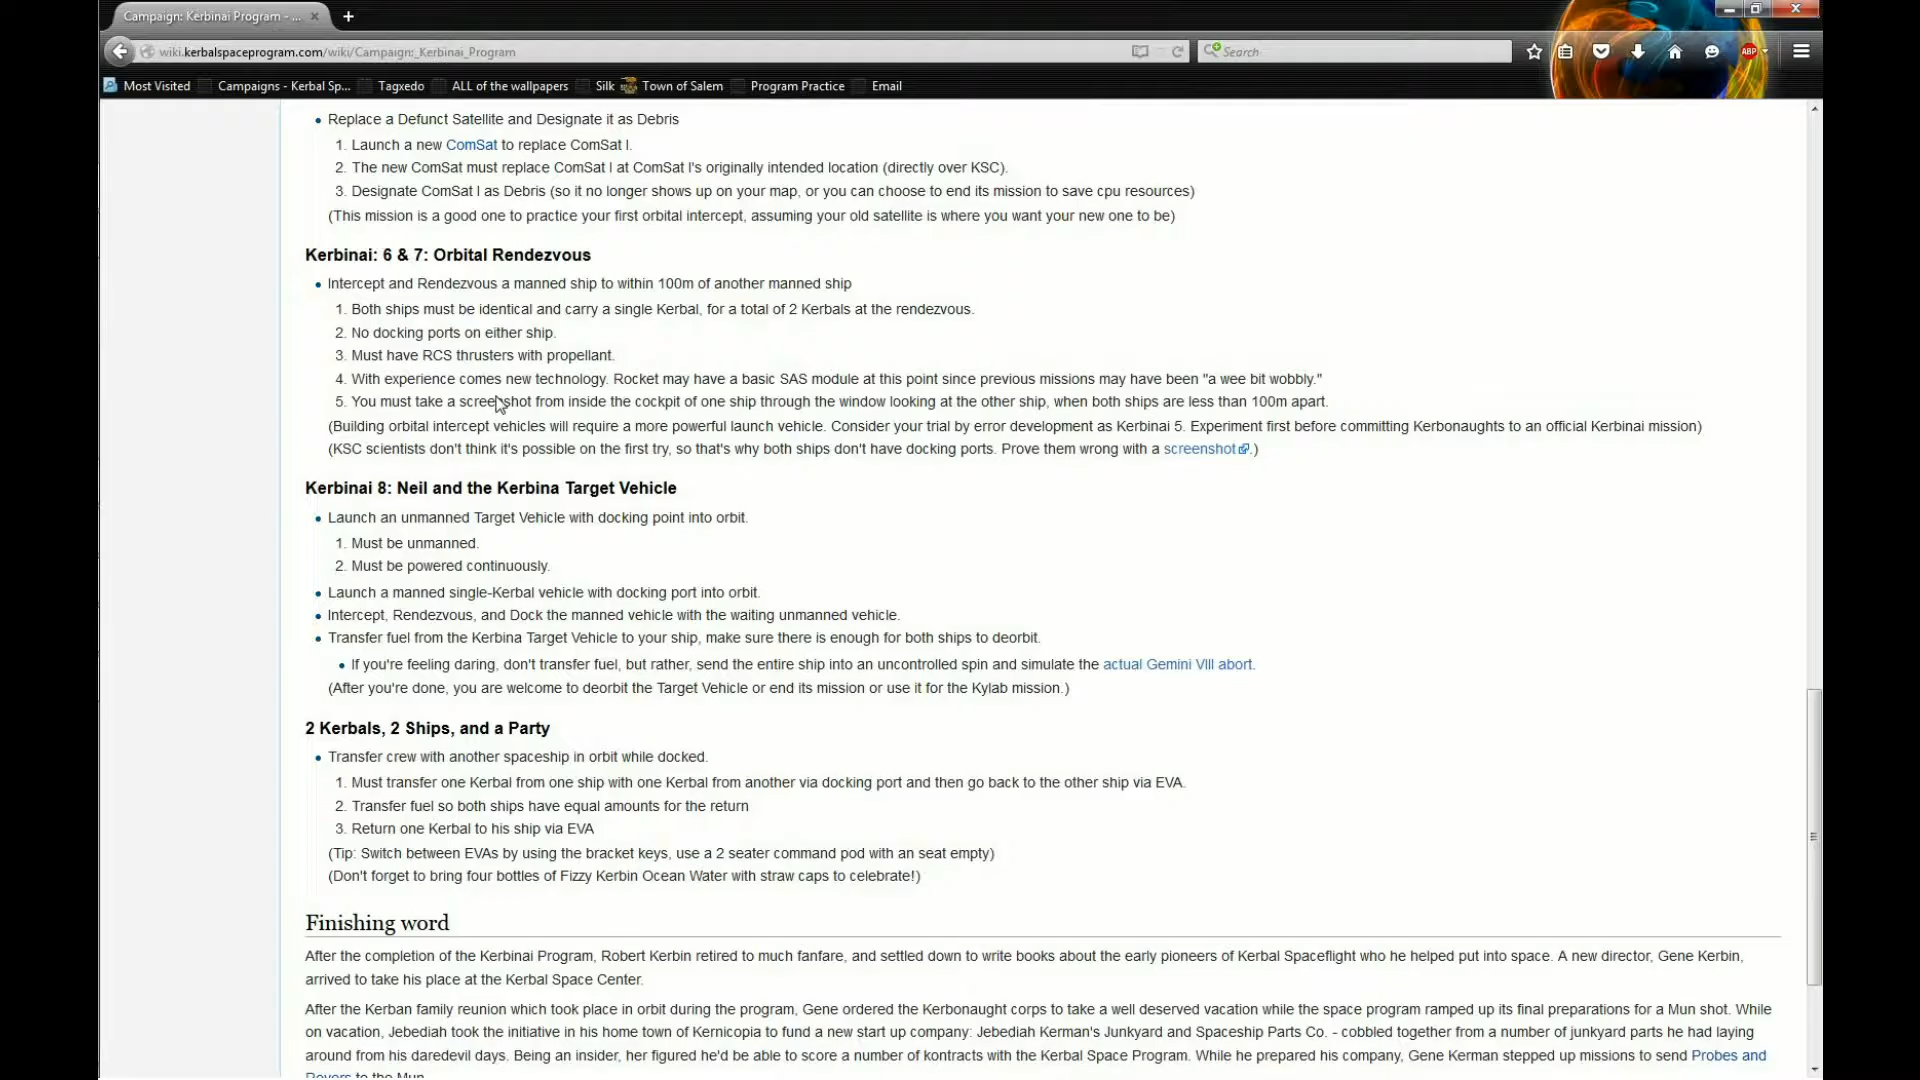 Campaign: Kerbinai Program - ...
wiki.kerbalspaceprogram.com/wiki/Campaign:_Kerbinai_Program
Search
ABP
Most Visited
Campaigns - Kerbal Sp...
Tagxedo
ALL of the wallpapers
Silk
Town of Salem
Program Practice
Email
Replace a Defunct Satellite and Designate it as Debris
1. Launch a new ComSat to replace ComSat I.
2. The new ComSat must replace ComSat I at ComSat I's originally intended location (directly over KSC).
3. Designate ComSat I as Debris (so it no longer shows up on your map, or you can choose to end its mission to save cpu resources)
(This mission is a good one to practice your first orbital intercept, assuming your old satellite is where you want your new one to be)
Kerbinai: 6 & 7: Orbital Rendezvous
Intercept and Rendezvous a manned ship to within 100m of another manned ship
1. Both ships must be identical and carry a single Kerbal, for a total of 2 Kerbals at the rendezvous.
2. No docking ports on either ship.
3. Must have RCS thrusters with propellant.
4. With experience comes new technology. Rocket may have a basic SAS module at this point since previous missions may have been "a wee bit wobbly."
5. You must take a screenshot from inside the cockpit of one ship through the window looking at the other ship, when both ships are less than 100m apart.
(Building orbital intercept vehicles will require a more powerful launch vehicle. Consider your trial by error development as Kerbinai 5. Experiment first before committing Kerbonaughts to an official Kerbinai mission)
(KSC scientists don't think it's possible on the first try, so that's why both ships don't have docking ports. Prove them wrong with a screenshot.)
Kerbinai 8: Neil and the Kerbina Target Vehicle
Launch an unmanned Target Vehicle with docking point into orbit.
1. Must be unmanned.
2. Must be powered continuously.
Launch a manned single-Kerbal vehicle with docking port into orbit.
Intercept, Rendezvous, and Dock the manned vehicle with the waiting unmanned vehicle.
Transfer fuel from the Kerbina Target Vehicle to your ship, make sure there is enough for both ships to deorbit.
If you're feeling daring, don't transfer fuel, but rather, send the entire ship into an uncontrolled spin and simulate the actual Gemini VIII abort.
(After you're done, you are welcome to deorbit the Target Vehicle or end its mission or use it for the Kylab mission.)
2 Kerbals, 2 Ships, and a Party
Transfer crew with another spaceship in orbit while docked.
1. Must transfer one Kerbal from one ship with one Kerbal from another via docking port and then go back to the other ship via EVA.
2. Transfer fuel so both ships have equal amounts for the return
3. Return one Kerbal to his ship via EVA
(Tip: Switch between EVAs by using the bracket keys, use a 2 seater command pod with an seat empty)
(Don't forget to bring four bottles of Fizzy Kerbin Ocean Water with straw caps to celebrate!)
Finishing word
After the completion of the Kerbinai Program, Robert Kerbin retired to much fanfare, and settled down to write books about the early pioneers of Kerbal Spaceflight who he helped put into space. A new director, Gene Kerbin,
arrived to take his place at the Kerbal Space Center.
After the Kerban family reunion which took place in orbit during the program, Gene ordered the Kerbonaught corps to take a well deserved vacation while the space program ramped up its final preparations for a Mun shot. While
on vacation, Jebediah took the initiative in his home town of Kernicopia to fund a new start up company: Jebediah Kerman's Junkyard and Spaceship Parts Co. - cobbled together from a number of junkyard parts he had laying
around from his daredevil days. Being an insider, her figured he'd be able to score a number of kontracts with the Kerbal Space Program. While he prepared his company, Gene Kerman stepped up missions to send Probes and
Rovers to the Mun.